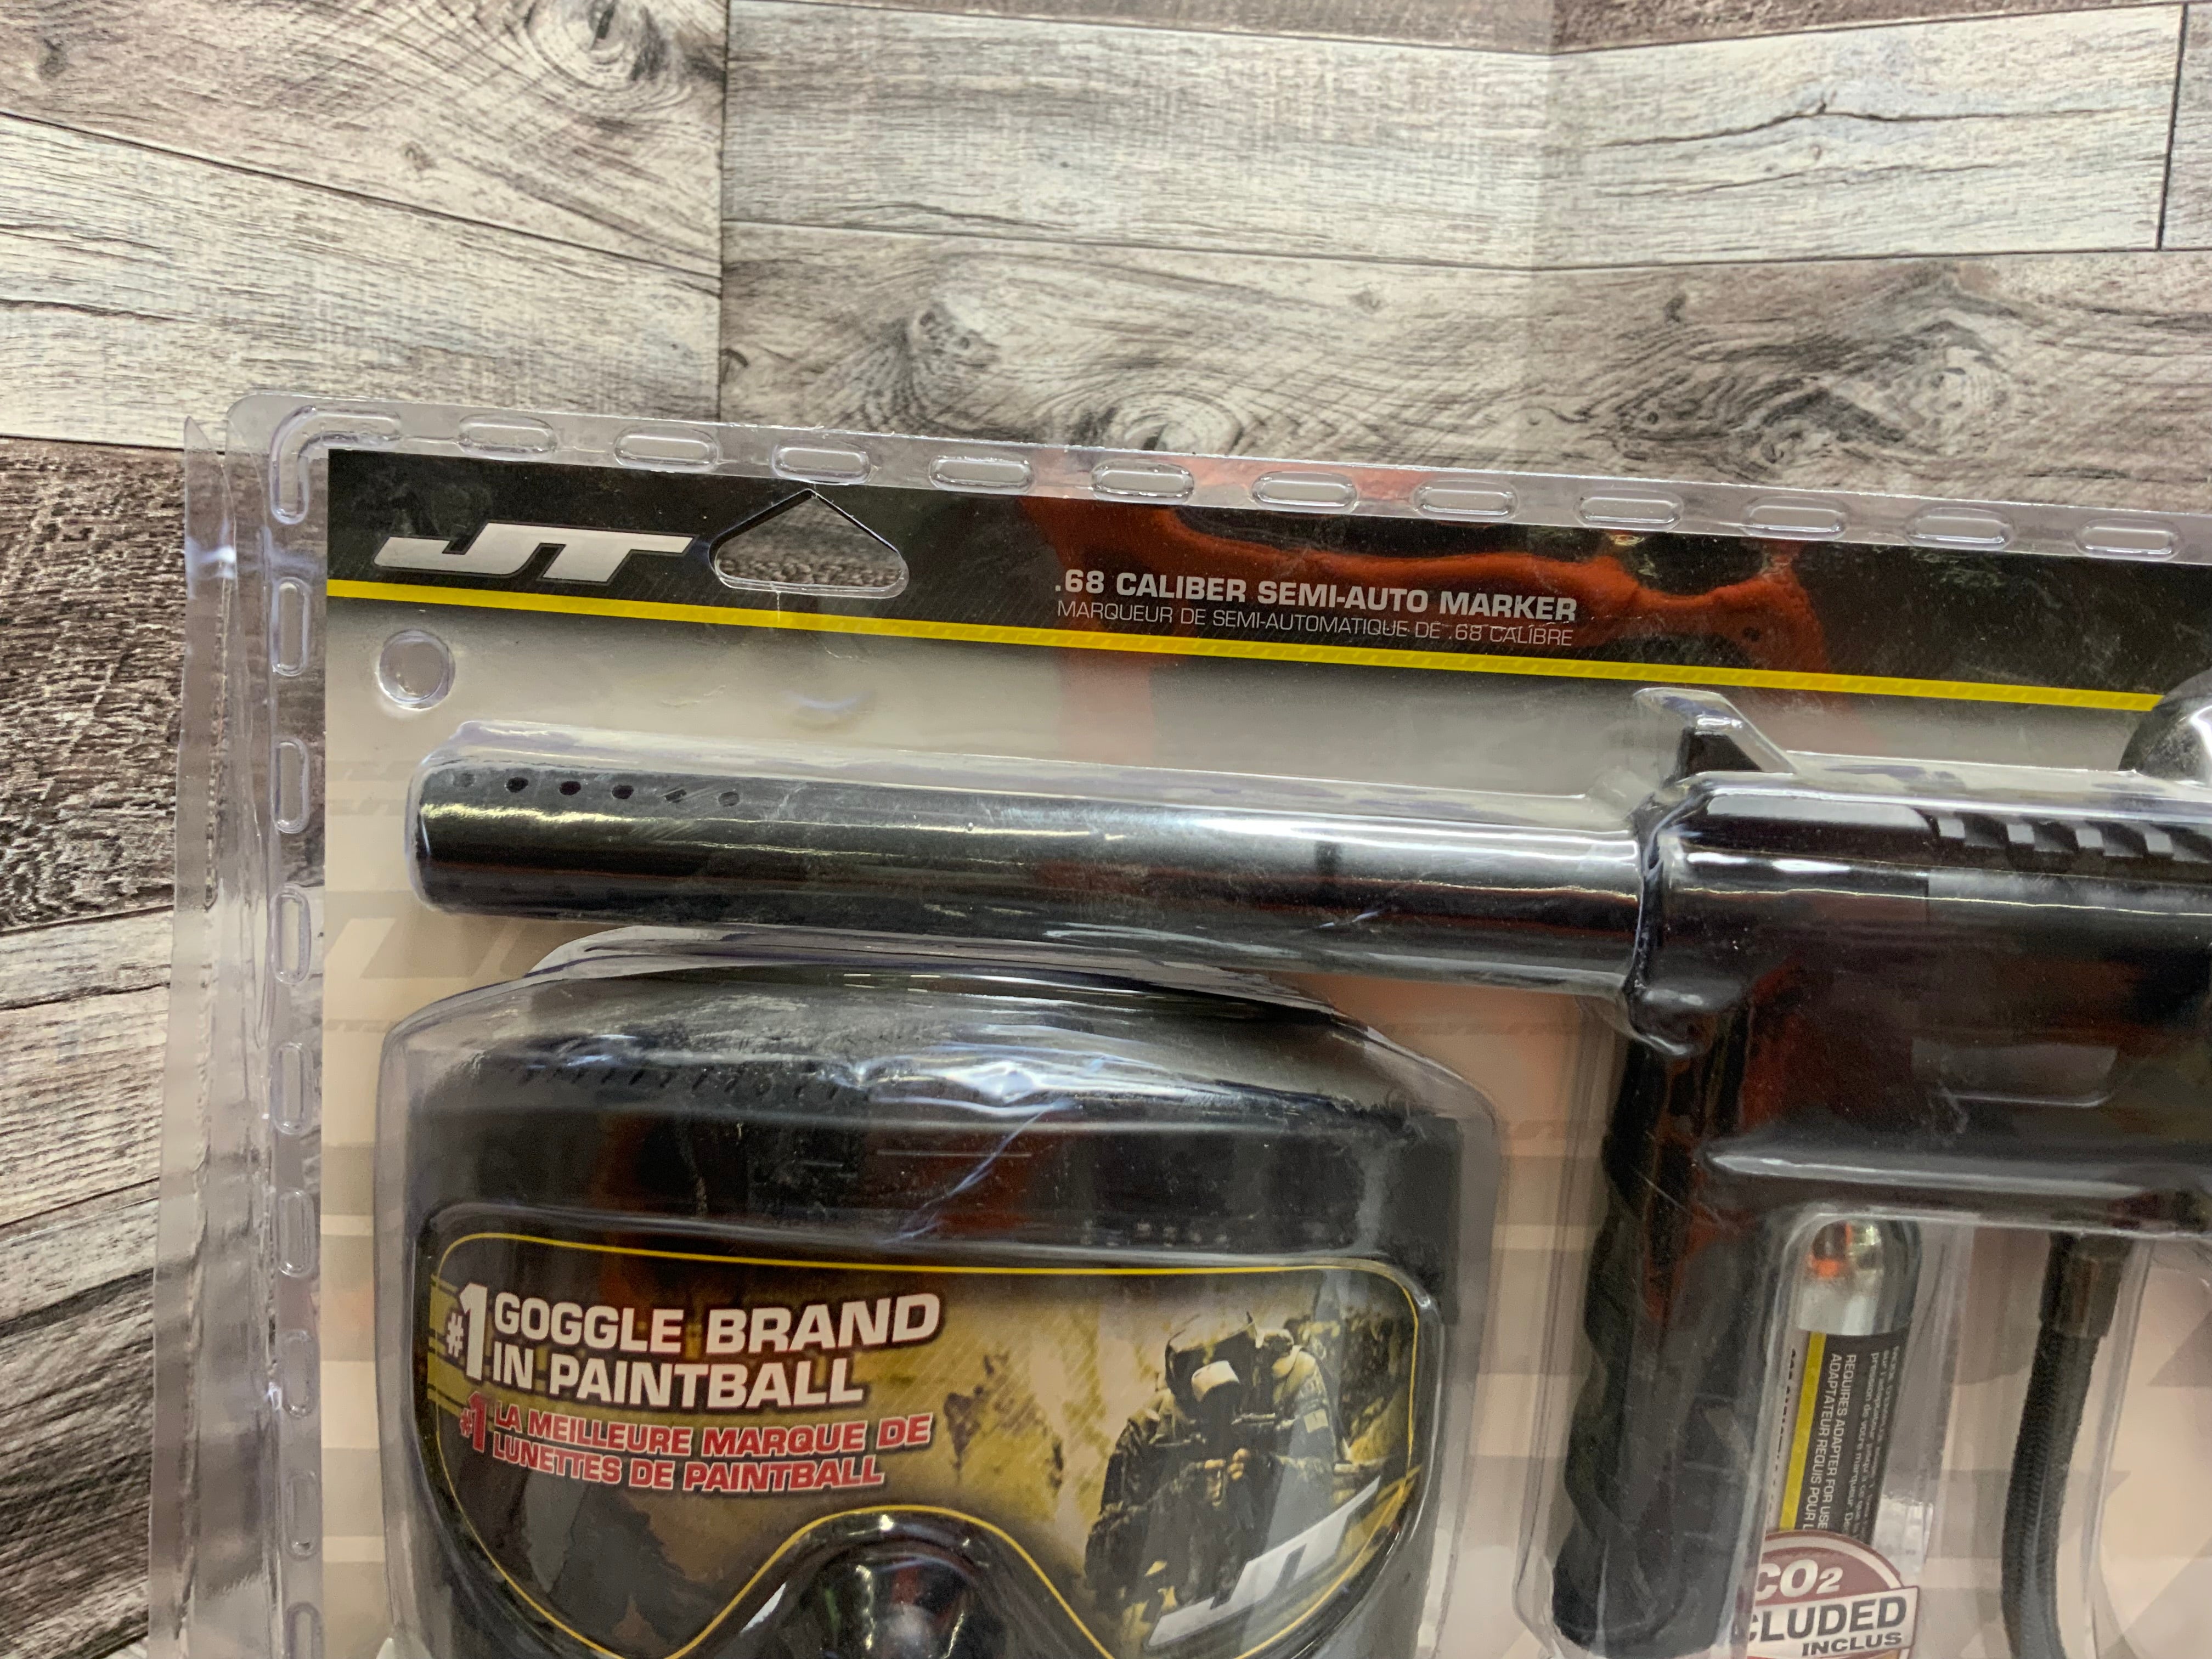 JT
.68 CALIBER SEMI-AUTO MARKER
MARQUEUR DE SEMI-AUTOMATIQUE DE .68 CALIBRE
#1 GOGGLE BRAND
IN PAINTBALL
#1 LA MEILLEURE MARQUE DE
LUNETTES DE PAINTBALL
JT
REQUIRES ADAPTER FOR USE
ADAPTATEUR REQUIS POUR L
CO2
CLUDED
INCLUS